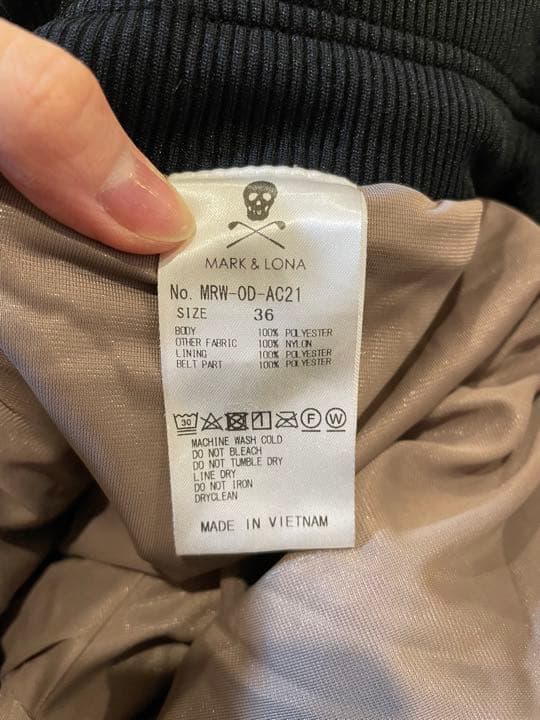 MARK & LONA
No. MRW-OD-AC21
SIZE 36
BODY 100% POLYESTER
OTHER FABRIC 100% NYLON
LINING 100% POLYESTER
BELT PART 100% POLYESTER
30 F W
MACHINE WASH COLD
DO NOT BLEACH
DO NOT TUMBLE DRY
LINE DRY
DO NOT IRON
DRYCLEAN
MADE IN VIETNAM